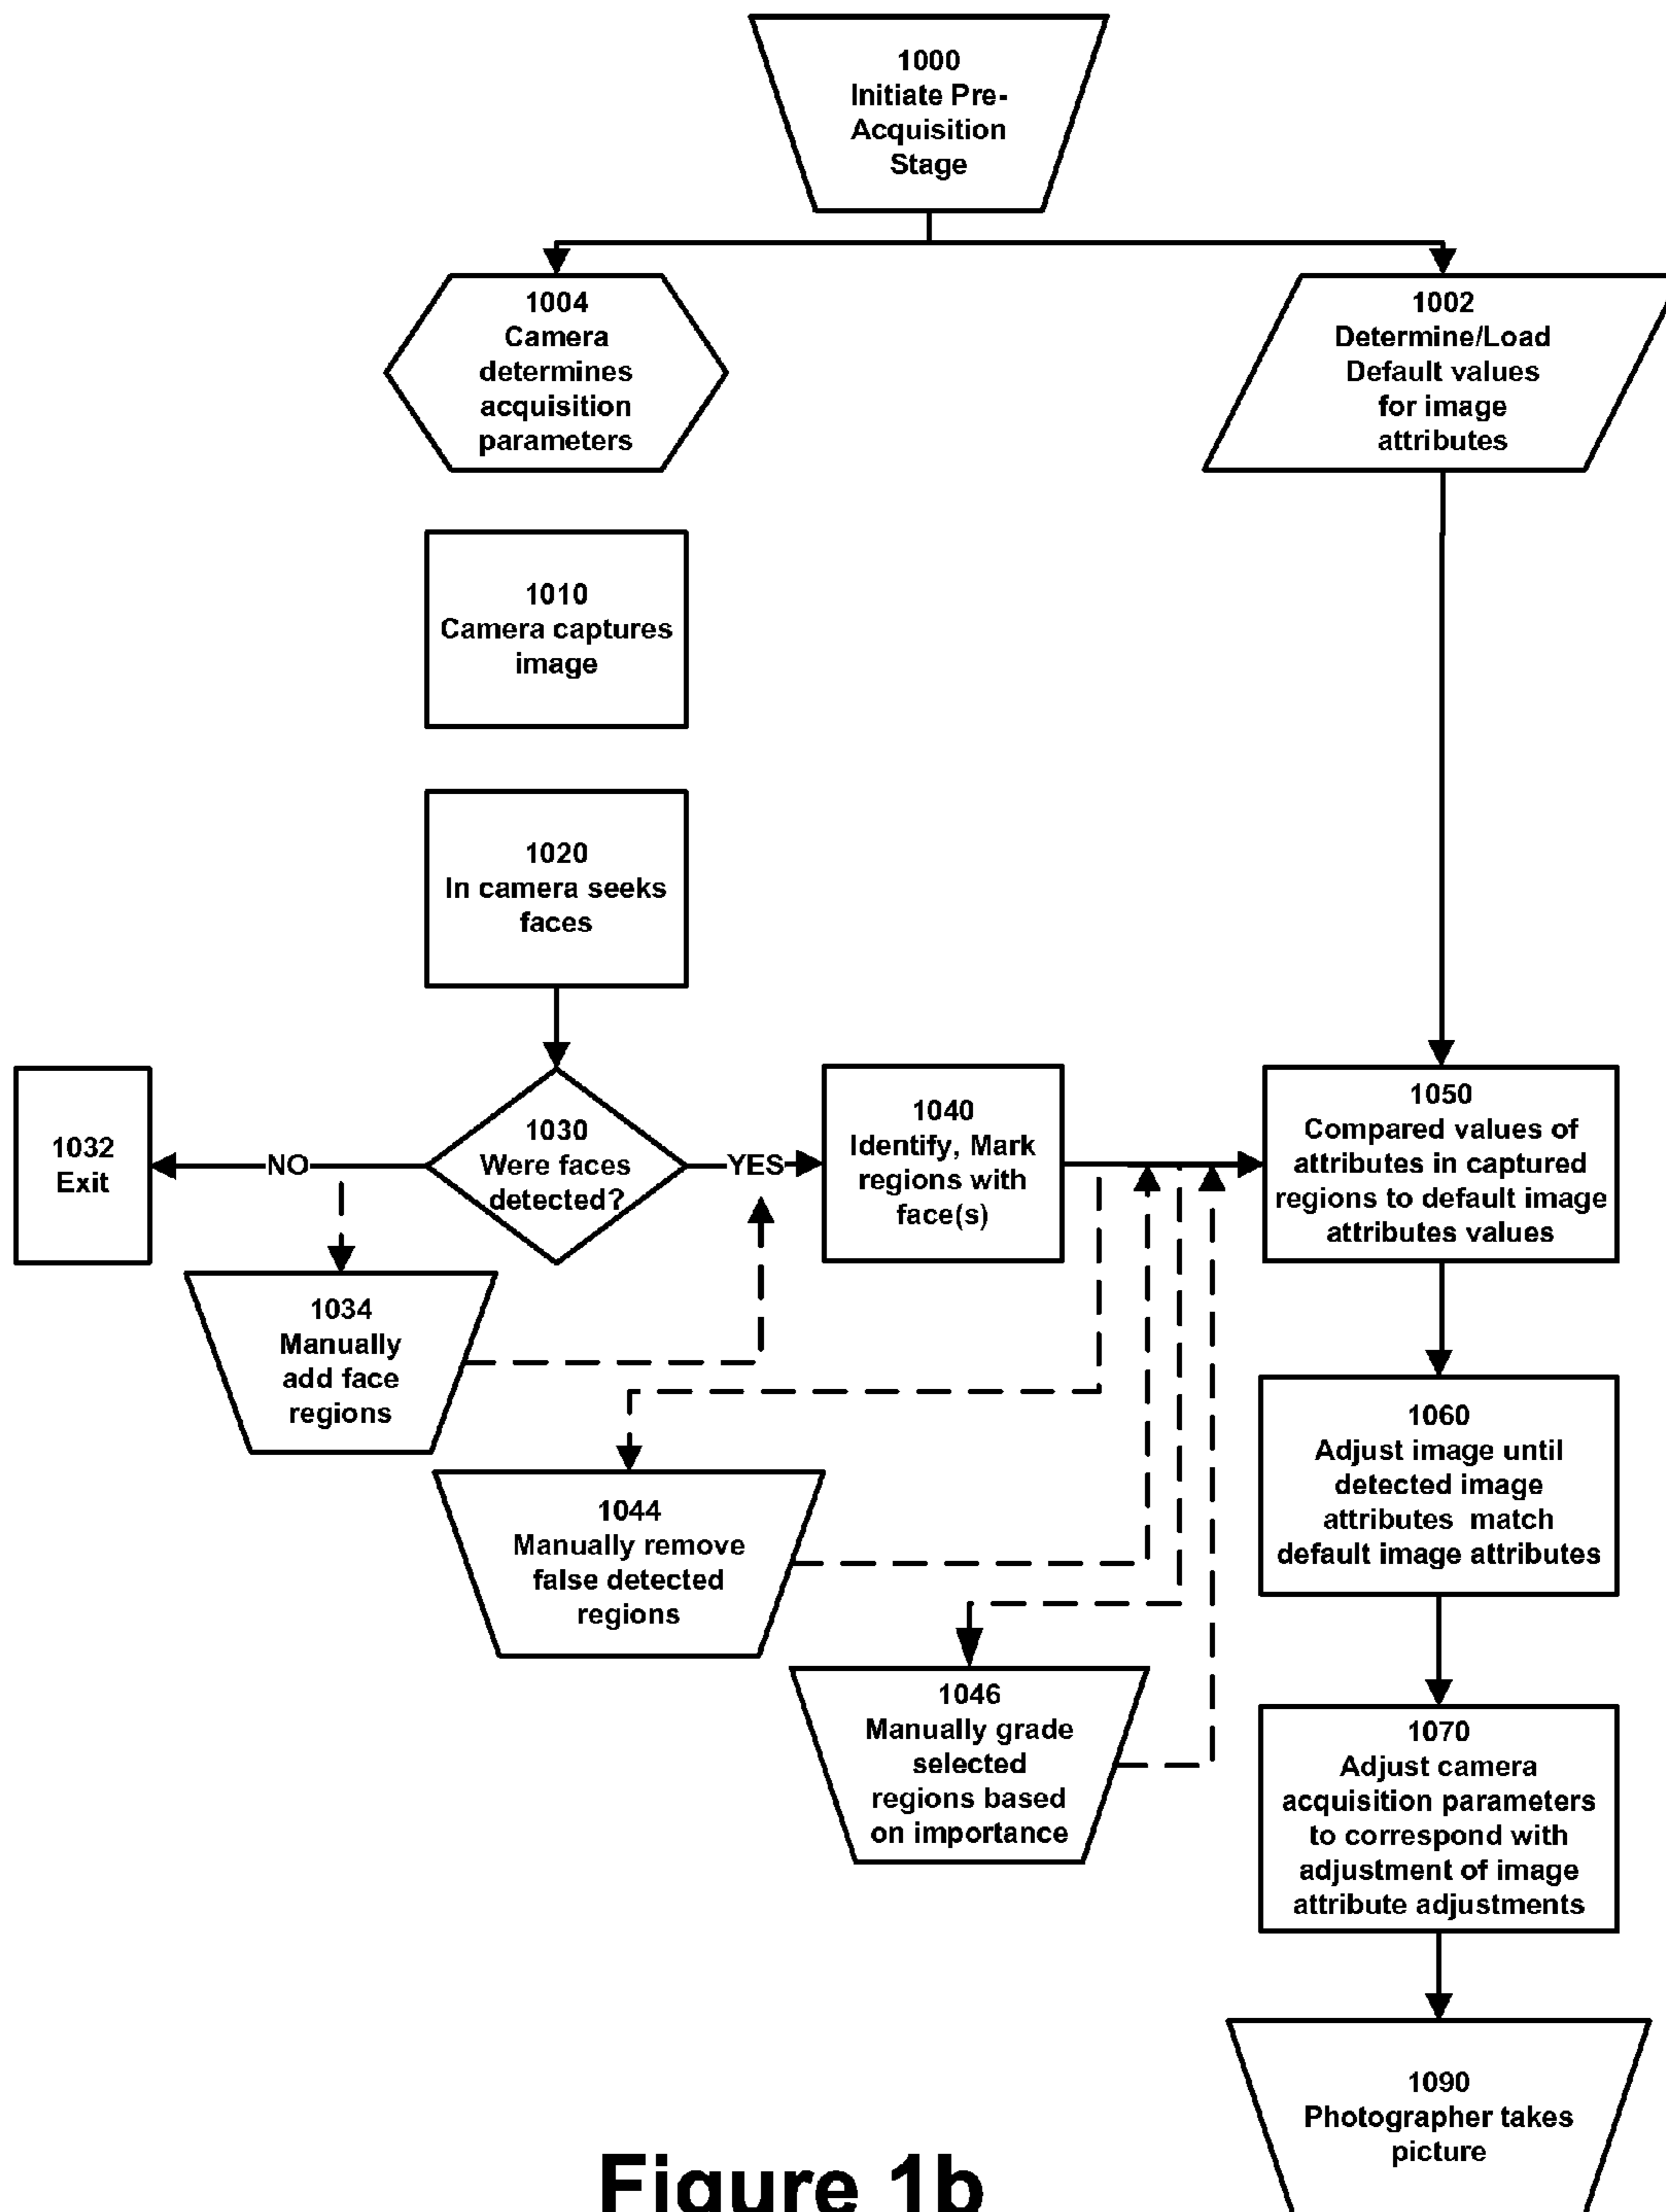 1000
Initiate Pre-
Acquisition
Stage
1004
Camera
determines
acquisition
parameters
1002
Determine/Load
Default values
for image
attributes
1010
Camera captures
image
1020
In camera seeks
faces
1032
Exit
NO
1030
Were faces
detected?
YES
1040
Identify, Mark
regions with
face(s)
1050
Compared values of
attributes in captured
regions to default image
attributes values
1034
Manually
add face
regions
1060
Adjust image until
detected image
attributes match
default image attributes
1044
Manually remove
false detected
regions
1046
Manually grade
selected
regions based
on importance
1070
Adjust camera
acquisition parameters
to correspond with
adjustment of image
attribute adjustments
1090
Photographer takes
picture
Figure 1b